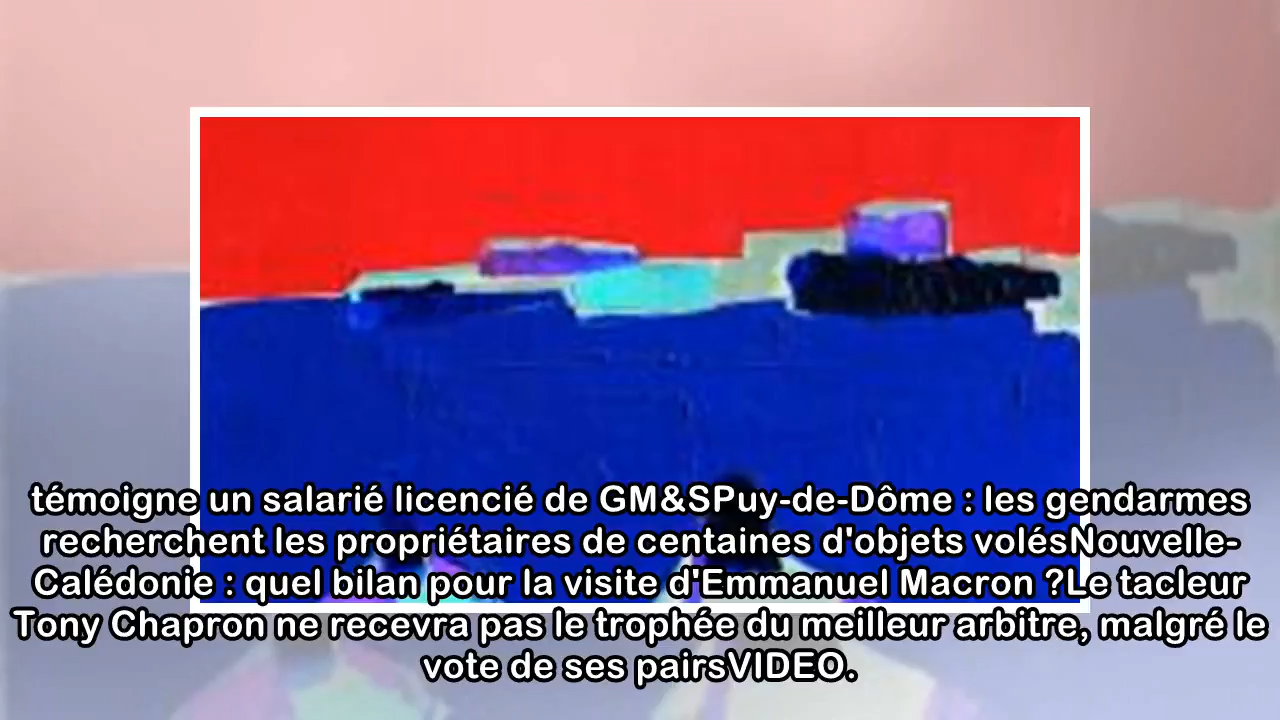 témoigne un salarié licencié de GM&SPuy-de-Dôme : les gendarmes
recherchent les propriétaires de centaines d'objets volésNouvelle-
Calédonie : quel bilan pour la visite d'Emmanuel Macron ?Le tacleur
Tony Chapron ne recevra pas le trophée du meilleur arbitre, malgré le
vote de ses pairsVIDEO.